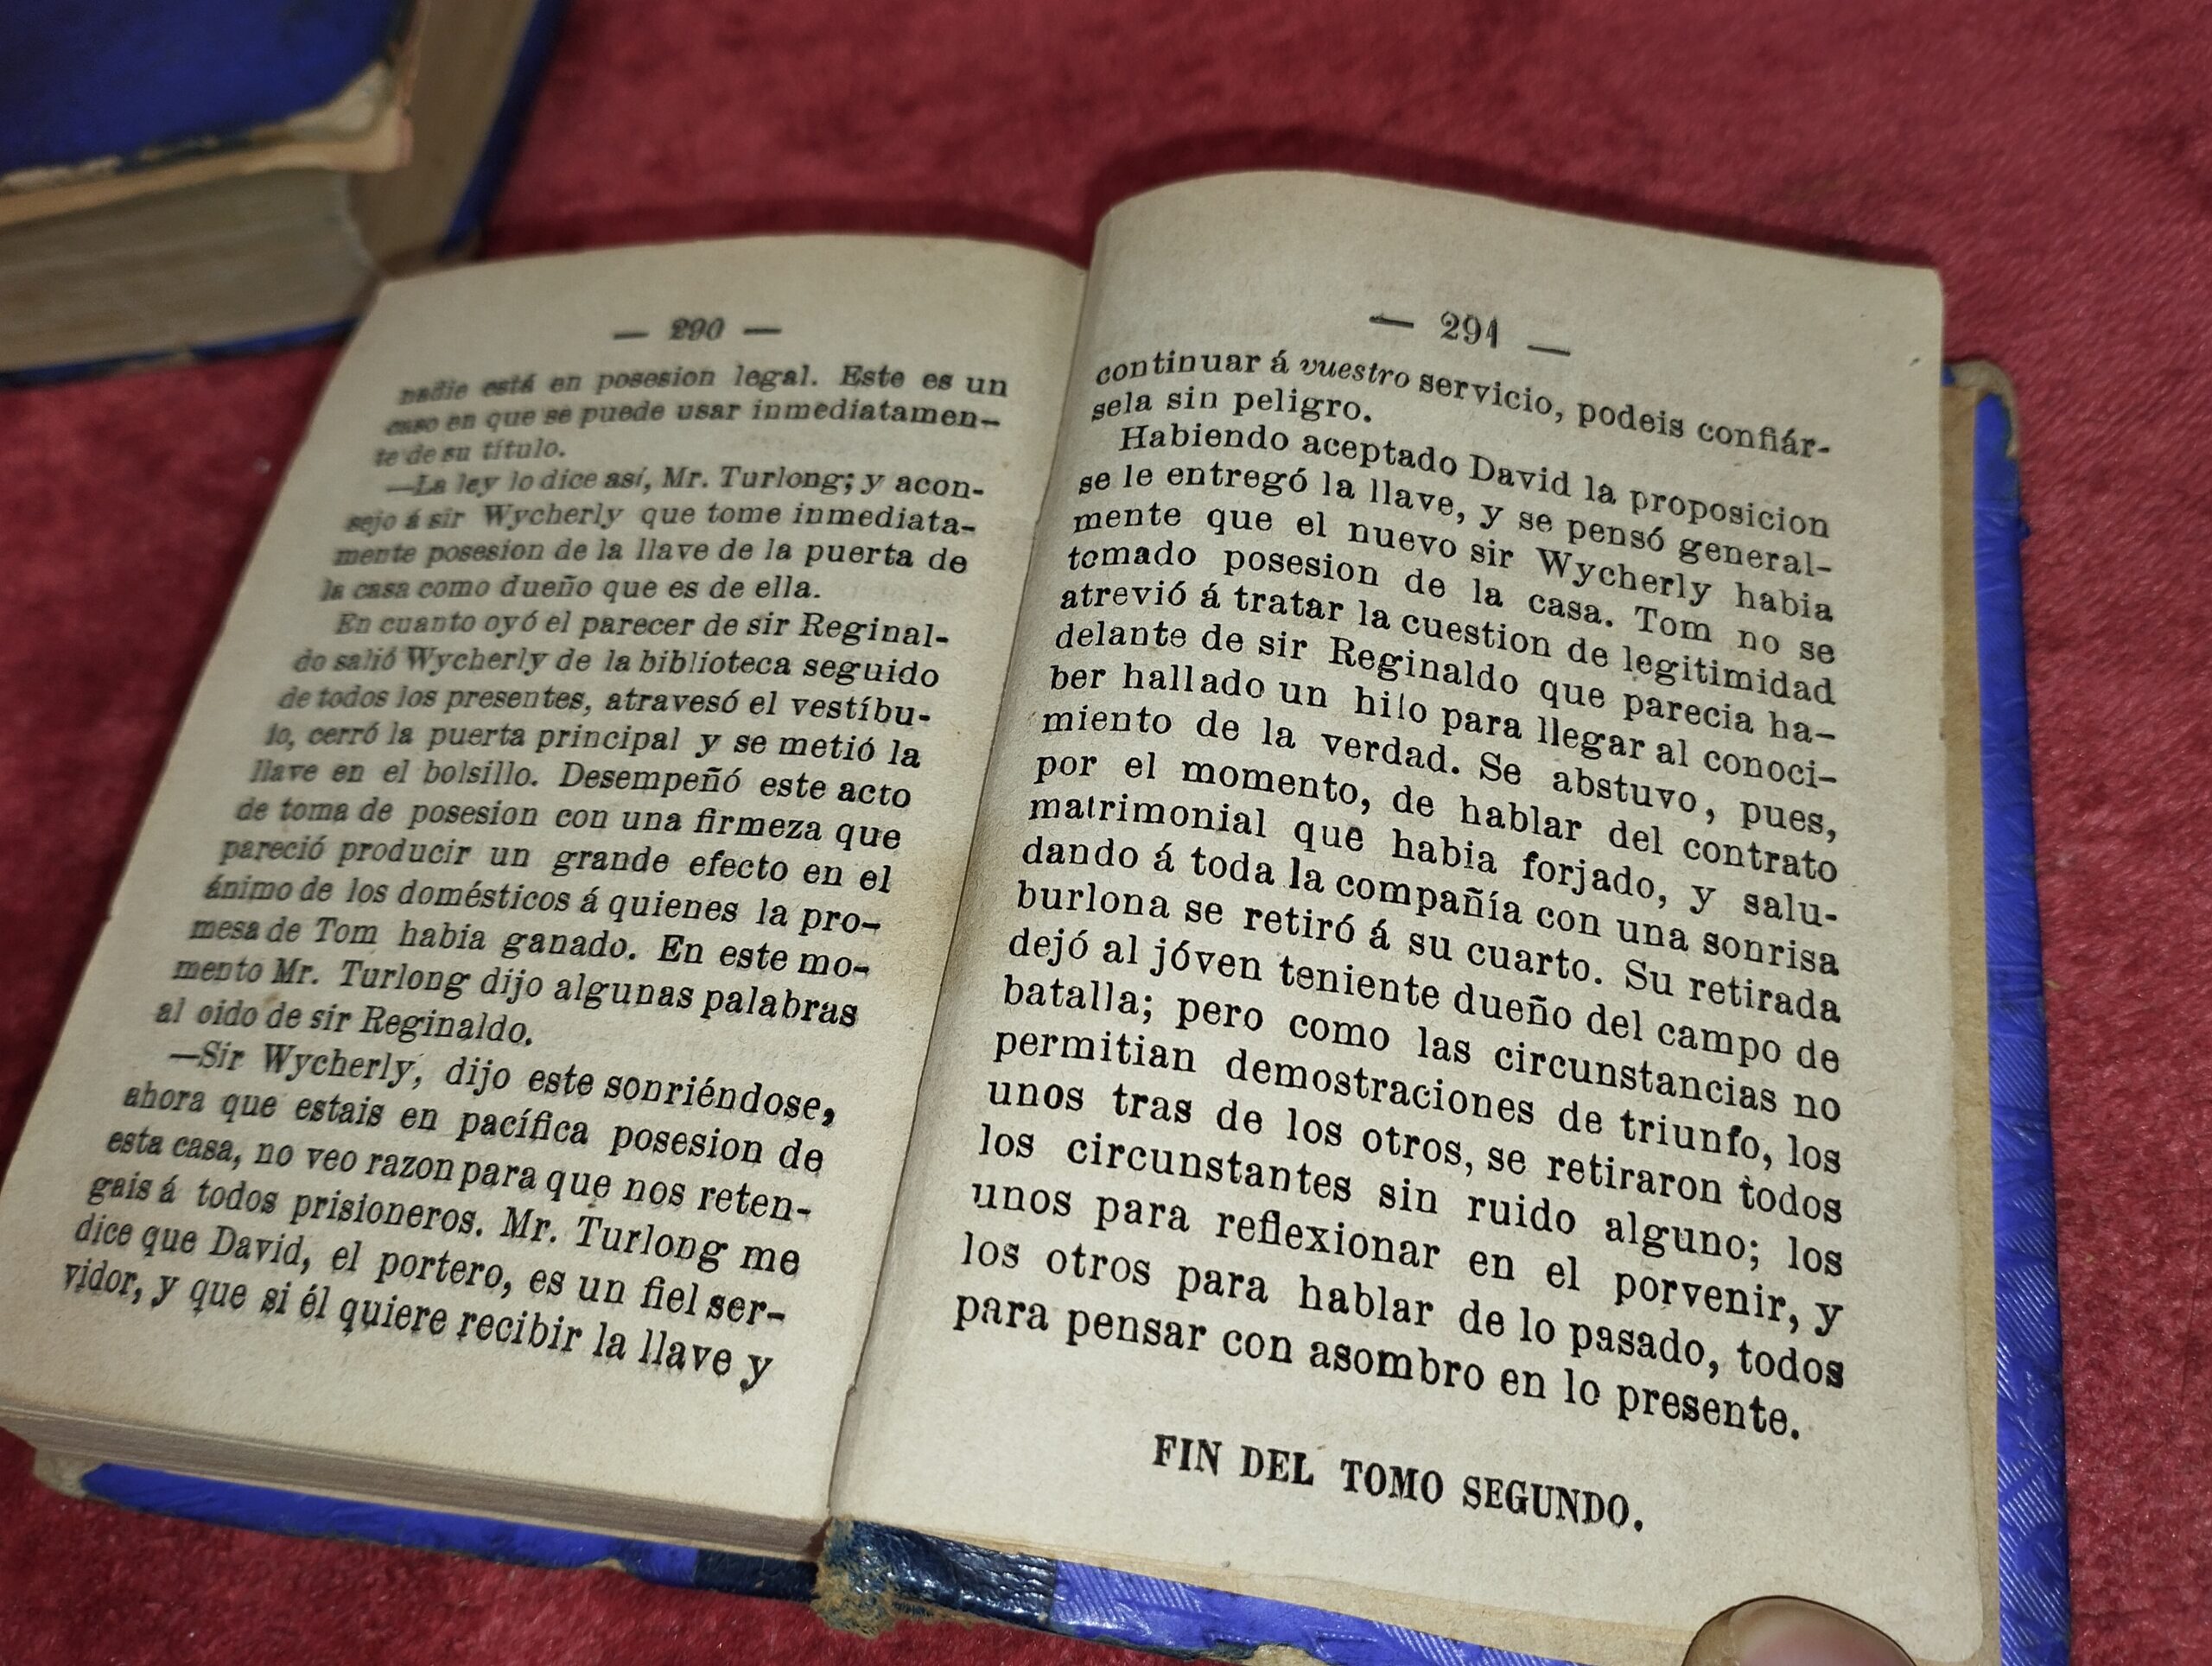 — 290 —
nadie está en posesion legal. Este es un
caso en que se puede usar inmediatamen-
te de su título.
—La ley lo dice así, Mr. Turlong; y acon-
sejo á sir Wycherly que tome inmediata-
mente posesion de la llave de la puerta de
la casa como dueño que es de ella.
En cuanto oyó el parecer de sir Reginal-
do salió Wycherly de la biblioteca seguido
de todos los presentes, atravesó el vestíbu-
lo, cerró la puerta principal y se metió la
llave en el bolsillo. Desempeñó este acto
de toma de posesion con una firmeza que
pareció producir un grande efecto en el
ánimo de los domésticos á quienes la pro-
mesa de Tom habia ganado. En este mo-
mento Mr. Turlong dijo algunas palabras
al oido de sir Reginaldo.
—Sir Wycherly, dijo este sonriéndose,
ahora que estais en pacífica posesion de
esta casa, no veo razon para que nos reten-
gais á todos prisioneros. Mr. Turlong me
dice que David, el portero, es un fiel ser-
vidor, y que si él quiere recibir la llave y
— 291 —
continuar á vuestro servicio, podeis confiár-
sela sin peligro.
Habiendo aceptado David la proposicion
se le entregó la llave, y se pensó general-
mente que el nuevo sir Wycherly habia
tomado posesion de la casa. Tom no se
atrevió á tratar la cuestion de legitimidad
delante de sir Reginaldo que parecia ha-
ber hallado un hilo para llegar al conoci-
miento de la verdad. Se abstuvo, pues,
por el momento, de hablar del contrato
matrimonial que habia forjado, y salu-
dando á toda la compañía con una sonrisa
burlona se retiró á su cuarto. Su retirada
dejó al jóven teniente dueño del campo de
batalla; pero como las circunstancias no
permitian demostraciones de triunfo, los
unos tras de los otros, se retiraron todos
los circunstantes sin ruido alguno; los
unos para reflexionar en el porvenir, y
los otros para hablar de lo pasado, todos
para pensar con asombro en lo presente.
FIN DEL TOMO SEGUNDO.